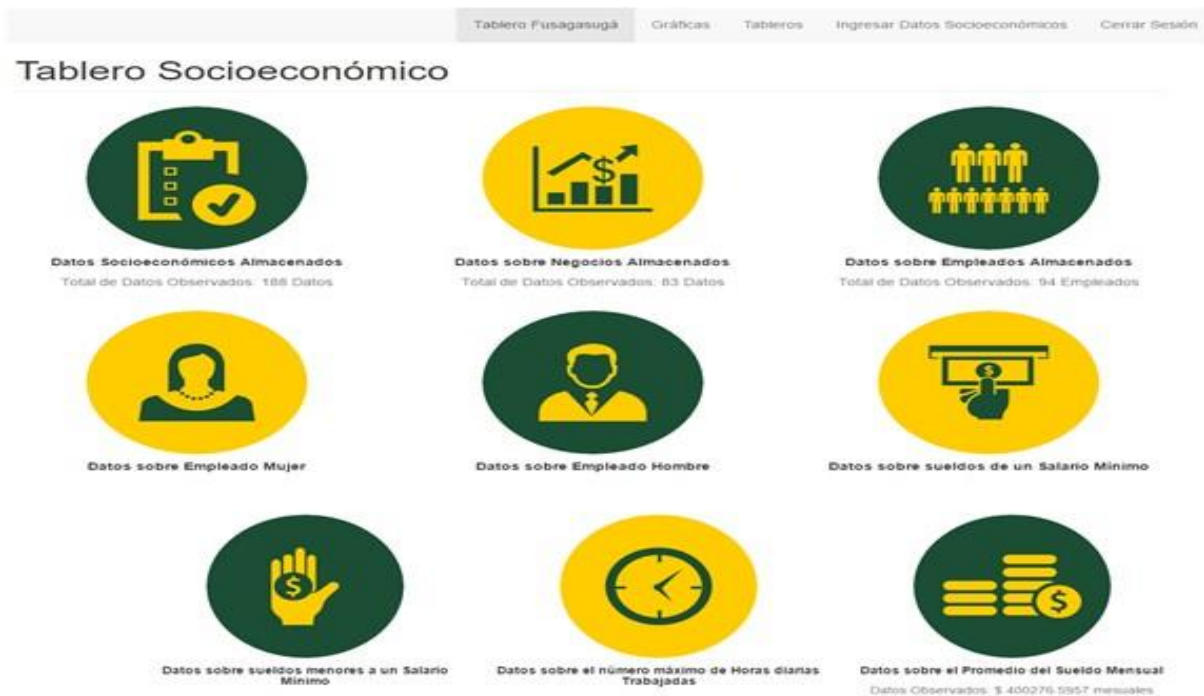 Tablero Fusagasugá Gráficas Tableros Ingresar Datos Socioeconómicos Cerrar Sesión
Tablero Socioeconómico
Datos Socioeconómicos Almacenados
Total de Datos Observados: 188 Datos
Datos sobre Negocios Almacenados
Total de Datos Observados: 83 Datos
Datos sobre Empleados Almacenados
Total de Datos Observados: 94 Empleados
Datos sobre Empleado Mujer
Datos sobre Empleado Hombre
Datos sobre sueldos de un Salario Mínimo
Datos sobre sueldos menores a un Salario
Mínimo
Datos sobre el número máximo de Horas diarias
Trabajadas
Datos sobre el Promedio del Sueldo Mensual
Datos Observados: $ 400276.5957 mensuales